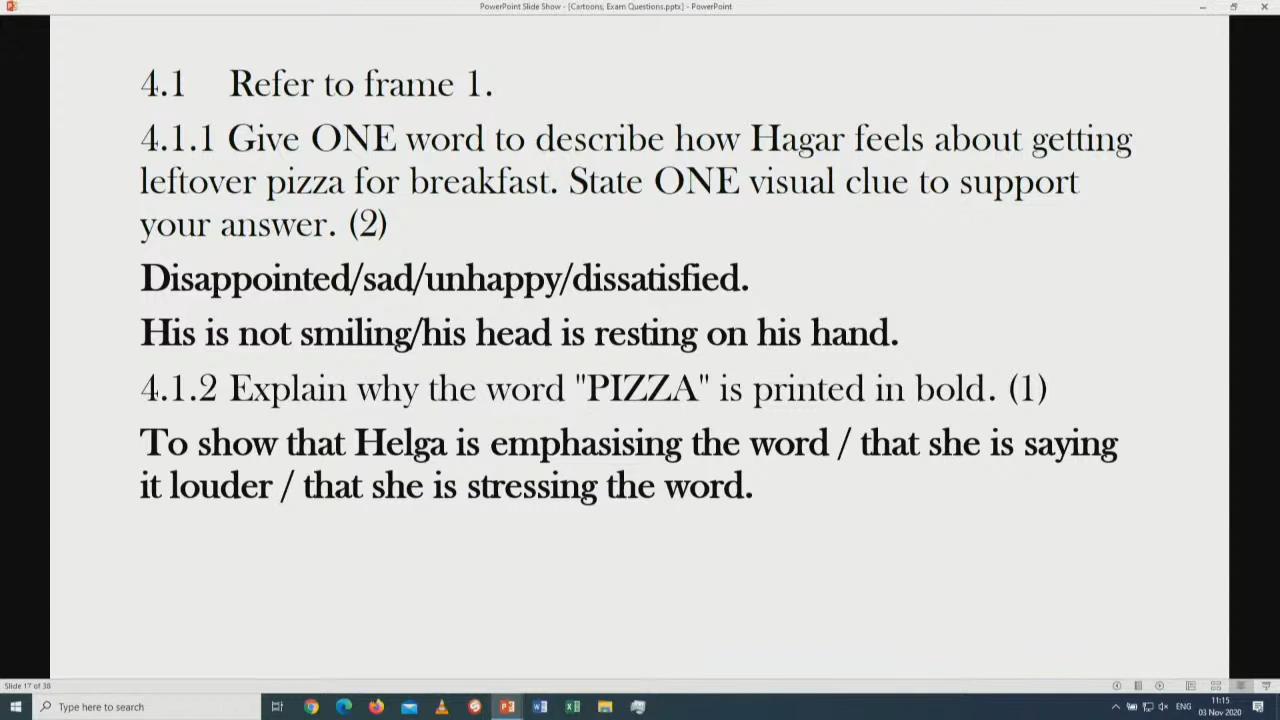 PowerPoint Slide Show - [Cartoons, Exam Questions.pptx] - PowerPoint
4.1 Refer to frame 1.
4.1.1 Give ONE word to describe how Hagar feels about getting
leftover pizza for breakfast. State ONE visual clue to support
your answer. (2)
Disappointed/sad/unhappy/dissatisfied.
His is not smiling/his head is resting on his hand.
4.1.2 Explain why the word "PIZZA" is printed in bold. (1)
To show that Helga is emphasising the word / that she is saying
it louder / that she is stressing the word.
Slide 17 of 38
Type here to search
ENG
11:15
03 Nov 2020